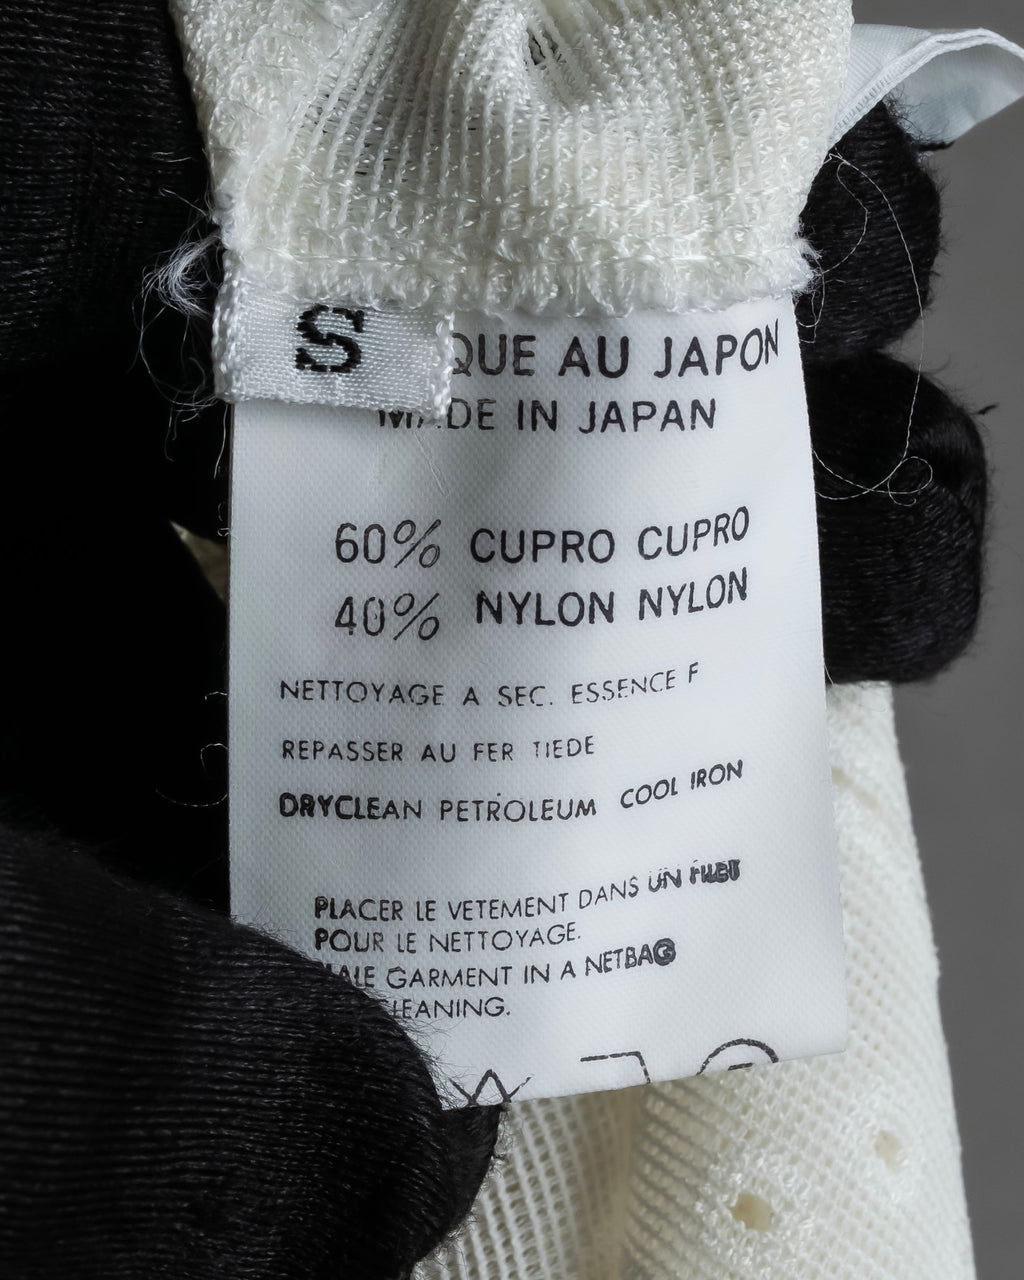 S
QUE AU JAPON
MADE IN JAPAN
60% CUPRO CUPRO
40% NYLON NYLON
NETTOYAGE A SEC. ESSENCE F
REPASSER AU FER TIEDE
DRYCLEAN PETROLEUM COOL IRON
PLACER LE VETEMENT DANS UN FILET
POUR LE NETTOYAGE.
GARMENT IN A NETBAG
LEANING.